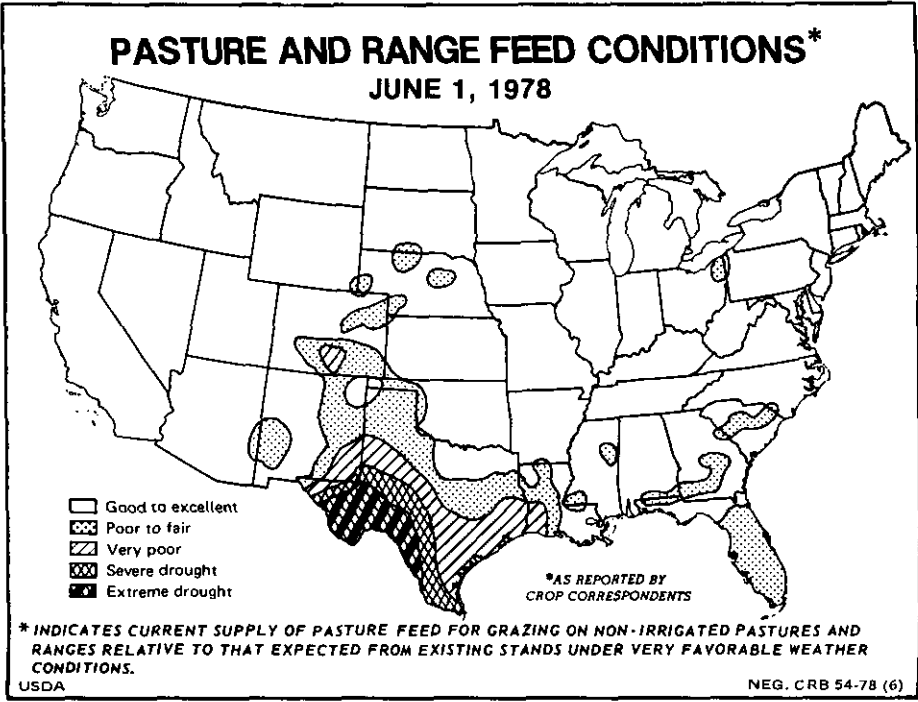 PASTURE AND RANGE FEED CONDITIONS*
JUNE 1, 1978
Good to excellent
Poor to fair
Very poor
Severe drought
Extreme drought
*AS REPORTED BY
CROP CORRESPONDENTS
* INDICATES CURRENT SUPPLY OF PASTURE FEED FOR GRAZING ON NON-IRRIGATED PASTURES AND
RANGES RELATIVE TO THAT EXPECTED FROM EXISTING STANDS UNDER VERY FAVORABLE WEATHER
CONDITIONS.
USDA
NEG. CRB 54-78 (6)